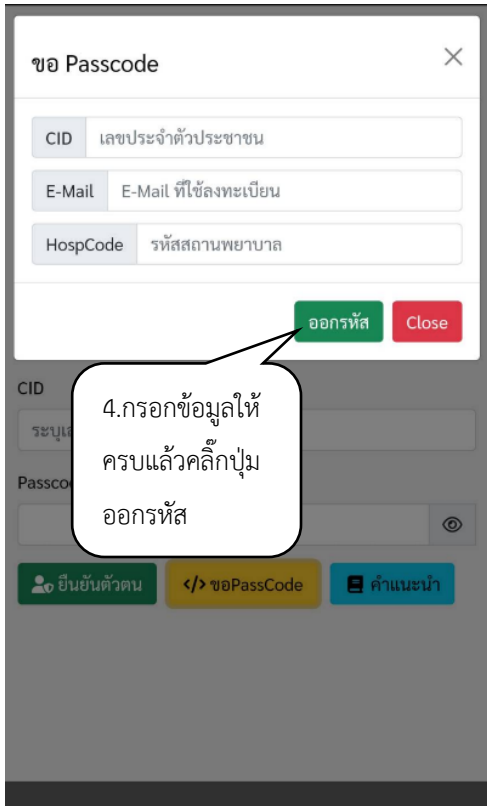 ขอ Passcode
CID เลขประจำตัวประชาชน
E-Mail E-Mail ที่ใช้ลงทะเบียน
HospCode รหัสสถานพยาบาล
ออกรหัส Close
CID
4.กรอกข้อมูลให้
ครบแล้วคลิ๊กปุ่ม
ออกรหัส
ยืนยันตัวตน </> ขอPassCode คำแนะนำ